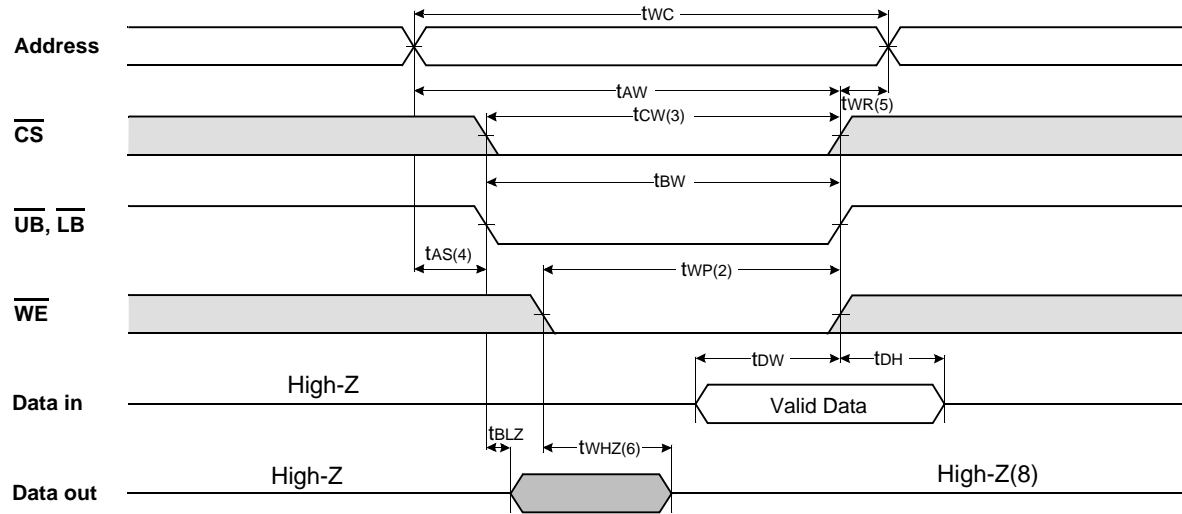 tWC
Address
tAW
tWR(5)
tCW(3)
CS
tBW
UB, LB
tAS(4)
tWP(2)
WE
tDW
tDH
High-Z
Data in
Valid Data
tBLZ
tWHZ(6)
High-Z
High-Z(8)
Data out